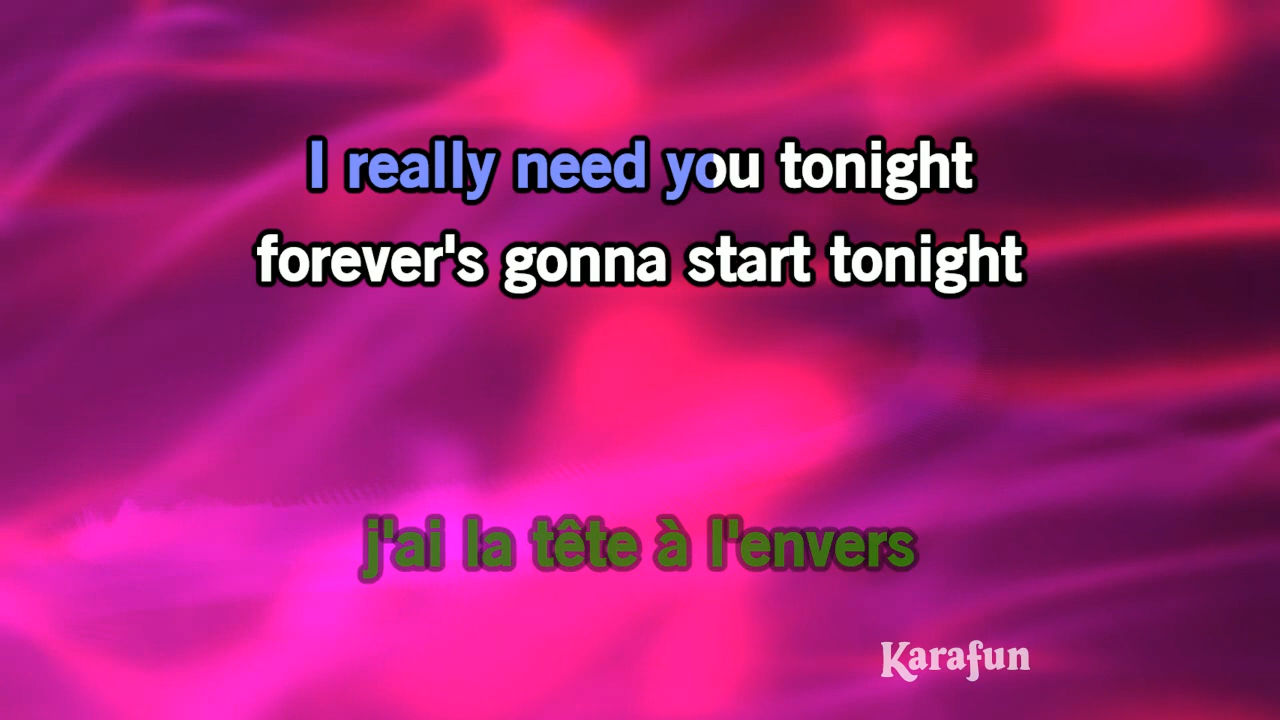 I really need you tonight
forever's gonna start tonight
j'ai la tête à l'envers
Karafun